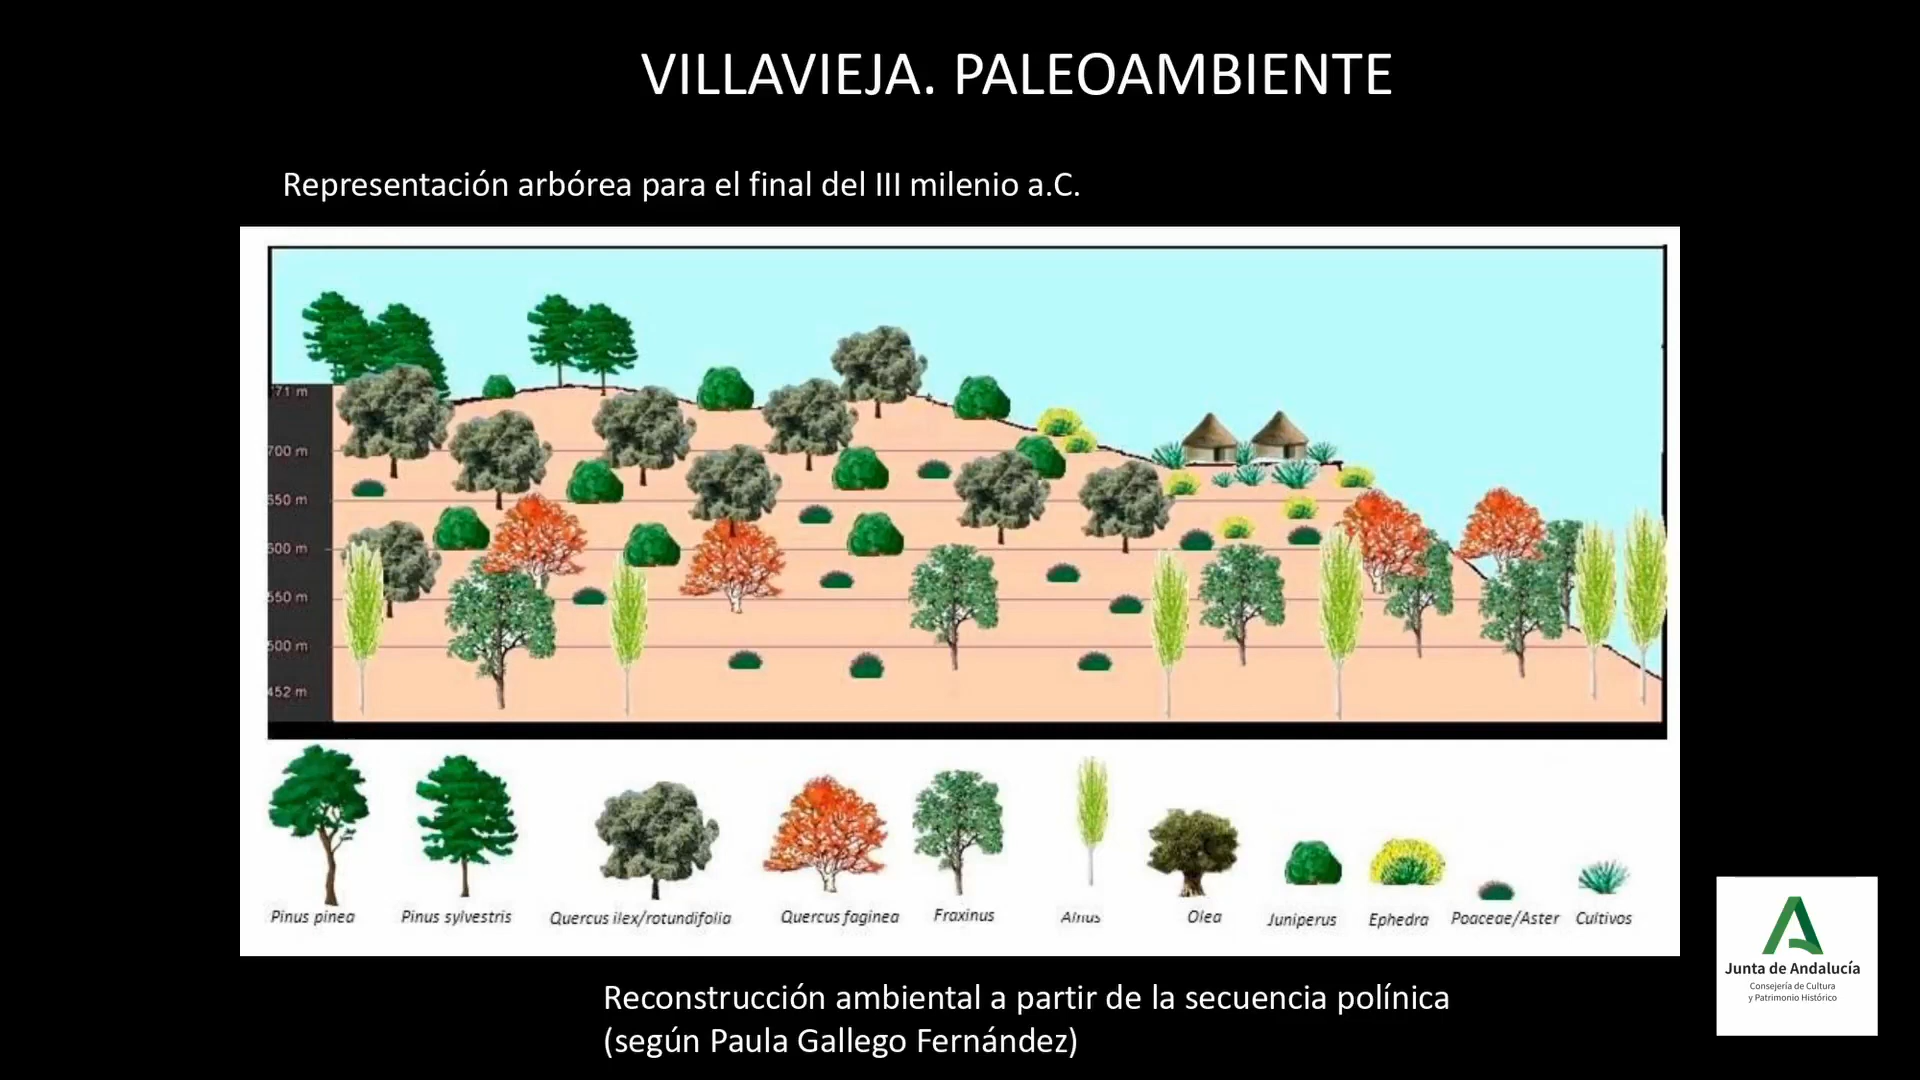 VILLAVIEJA. PALEOAMBIENTE
Representación arbórea para el final del III milenio a.C.
71 m
700 m
650 m
600 m
550 m
500 m
452 m
Pinus pinea
Pinus sylvestris
Quercus ilex/rotundifolia
Quercus faginea
Fraxinus
Alnus
Olea
Juniperus
Ephedra
Poaceae/Aster
Cultivos
Junta de Andalucía
Consejería de Cultura
y Patrimonio Histórico
Reconstrucción ambiental a partir de la secuencia polínica
(según Paula Gallego Fernández)